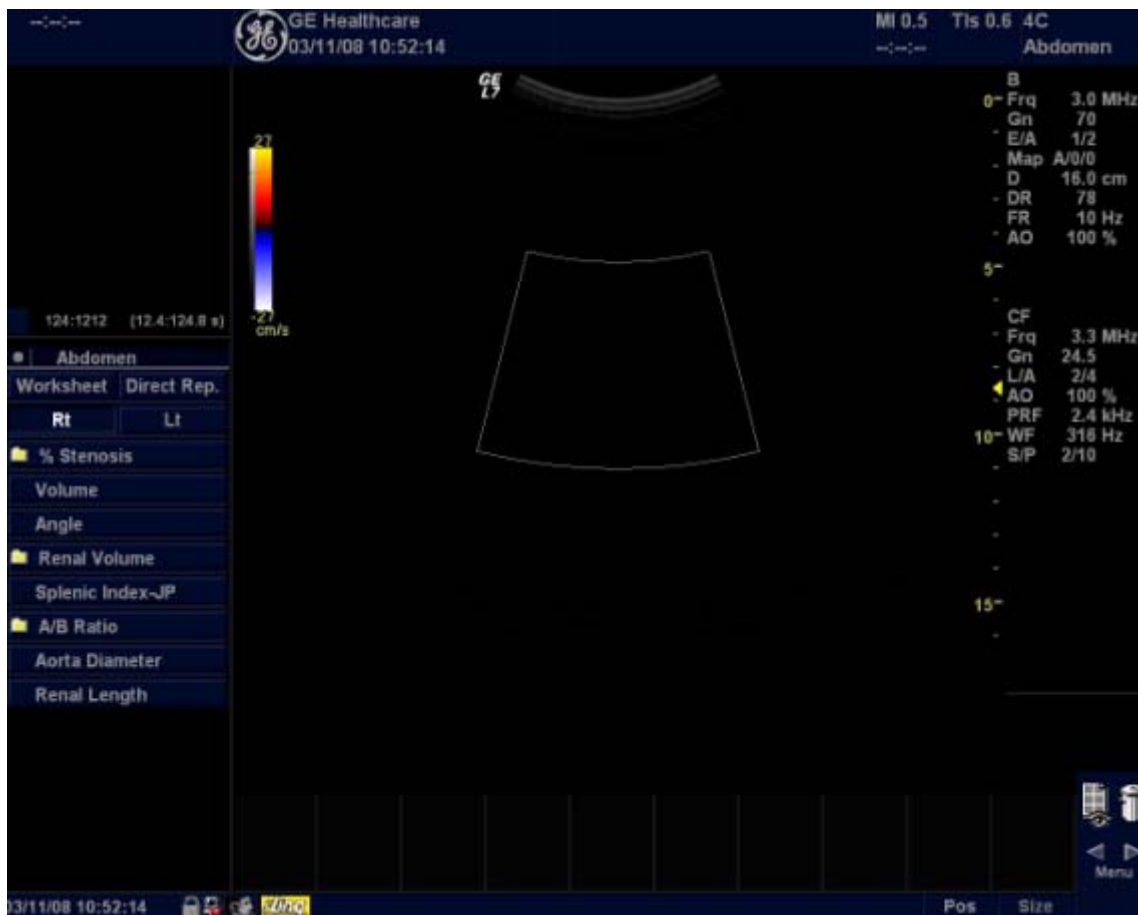 --:--:--
GE Healthcare
03/11/08 10:52:14
MI 0.5 TIs 0.6 4C
--:--:-- Abdomen
GE
L7
27
-27
cm/s
0
5
10
15
B
Frq 3.0 MHz
Gn 70
E/A 1/2
Map A/0/0
D 16.0 cm
DR 78
FR 10 Hz
AO 100 %
CF
Frq 3.3 MHz
Gn 24.5
L/A 2/4
AO 100 %
PRF 2.4 kHz
WF 316 Hz
S/P 2/10
124:1212 (12.4:124.8 s)
Abdomen
Worksheet Direct Rep.
Rt Lt
% Stenosis
Volume
Angle
Renal Volume
Splenic Index-JP
A/B Ratio
Aorta Diameter
Renal Length
Menu
03/11/08 10:52:14
Pos Size